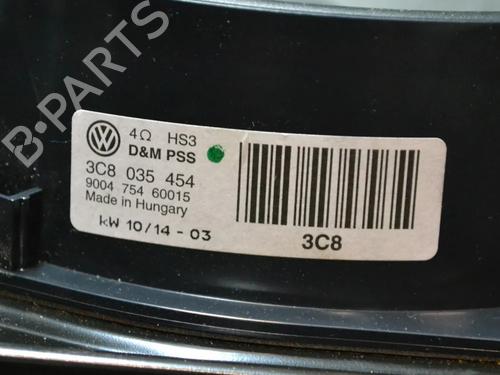 B-PARTS
4Ω HS3
D&M PSS
3C8 035 454
9004 754 60015
Made in Hungary
kW 10/14 - 03
3C8